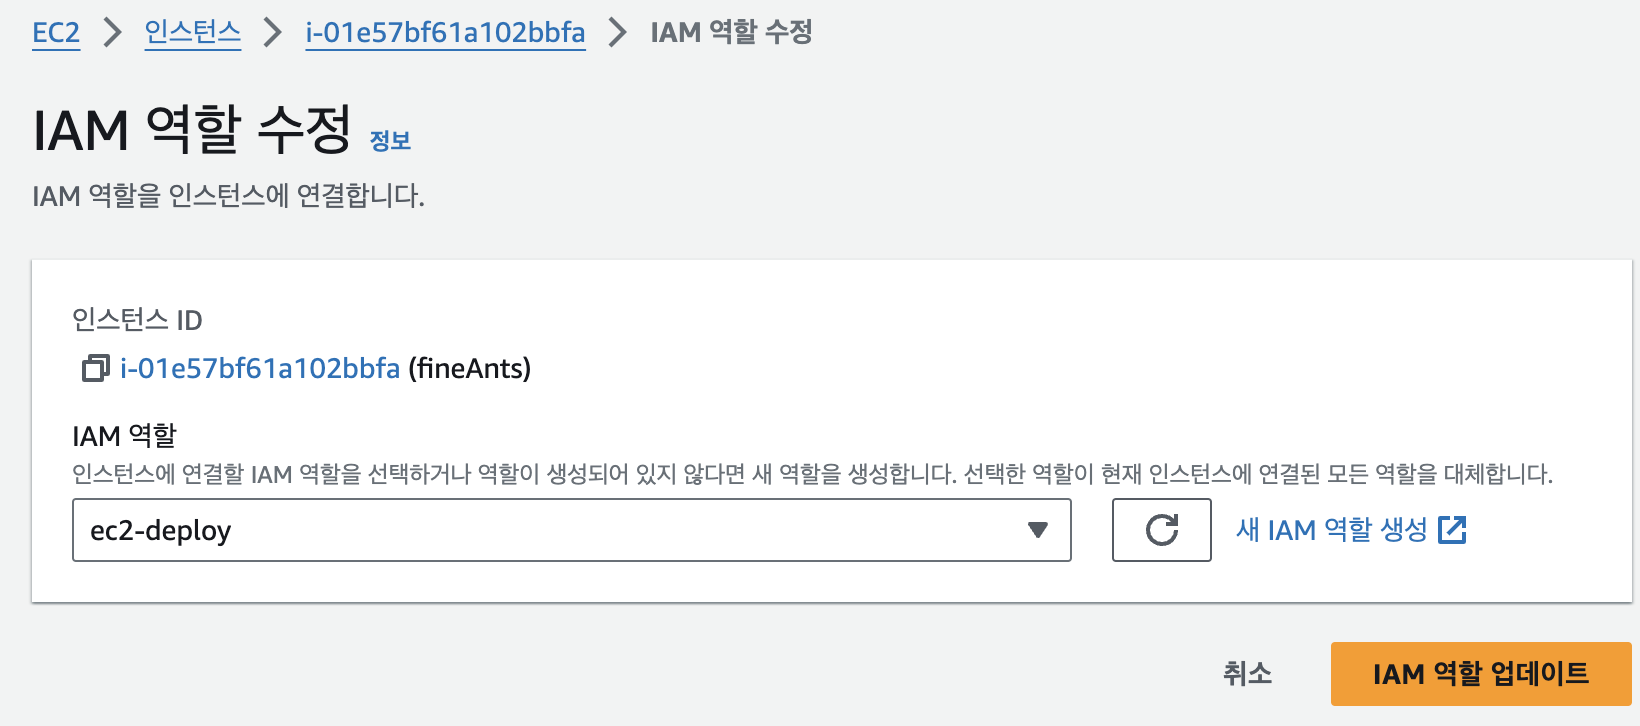 EC2 > 인스턴스 > i-01e57bf61a102bbfa > IAM 역할 수정
IAM 역할 수정 정보
IAM 역할을 인스턴스에 연결합니다.
인스턴스 ID
i-01e57bf61a102bbfa (fineAnts)
IAM 역할
인스턴스에 연결할 IAM 역할을 선택하거나 역할이 생성되어 있지 않다면 새 역할을 생성합니다. 선택한 역할이 현재 인스턴스에 연결된 모든 역할을 대체합니다.
ec2-deploy
새 IAM 역할 생성
취소
IAM 역할 업데이트